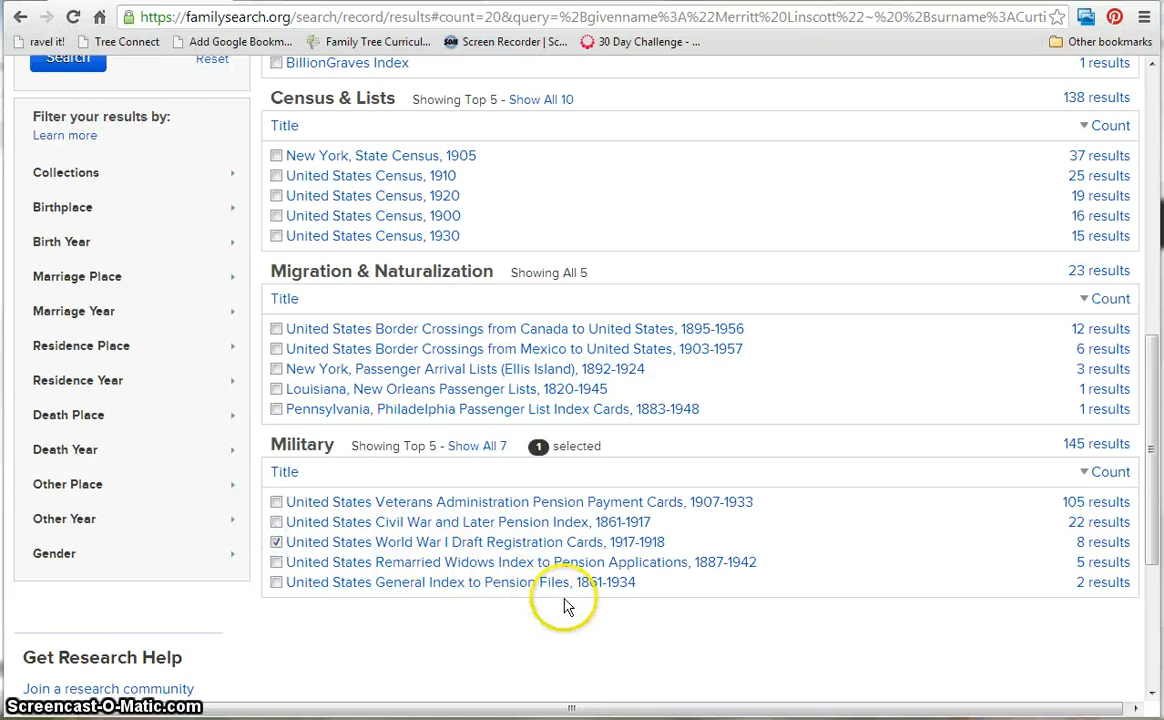 https://familysearch.org/search/record/results#count=20&query=%2Bgivenname%3A%22Merritt%20Linscott%22~%20%2Bsurname%3ACurti
ravel it! Tree Connect Add Google Bookm... Family Tree Curricul... Screen Recorder | Sc... 30 Day Challenge - ... Other bookmarks
Search Reset
BillionGraves Index 1 results
Census & Lists Showing Top 5 - Show All 10 138 results
Title Count
New York, State Census, 1905 37 results
United States Census, 1910 25 results
United States Census, 1920 19 results
United States Census, 1900 16 results
United States Census, 1930 15 results
Migration & Naturalization Showing All 5 23 results
Title Count
United States Border Crossings from Canada to United States, 1895-1956 12 results
United States Border Crossings from Mexico to United States, 1903-1957 6 results
New York, Passenger Arrival Lists (Ellis Island), 1892-1924 3 results
Louisiana, New Orleans Passenger Lists, 1820-1945 1 results
Pennsylvania, Philadelphia Passenger List Index Cards, 1883-1948 1 results
Military Showing Top 5 - Show All 7 1 selected 145 results
Title Count
United States Veterans Administration Pension Payment Cards, 1907-1933 105 results
United States Civil War and Later Pension Index, 1861-1917 22 results
United States World War I Draft Registration Cards, 1917-1918 8 results
United States Remarried Widows Index to Pension Applications, 1887-1942 5 results
United States General Index to Pension Files, 1861-1934 2 results
Filter your results by:
Learn more
Collections
Birthplace
Birth Year
Marriage Place
Marriage Year
Residence Place
Residence Year
Death Place
Death Year
Other Place
Other Year
Gender
Get Research Help
Join a research community
Screencast-O-Matic.com